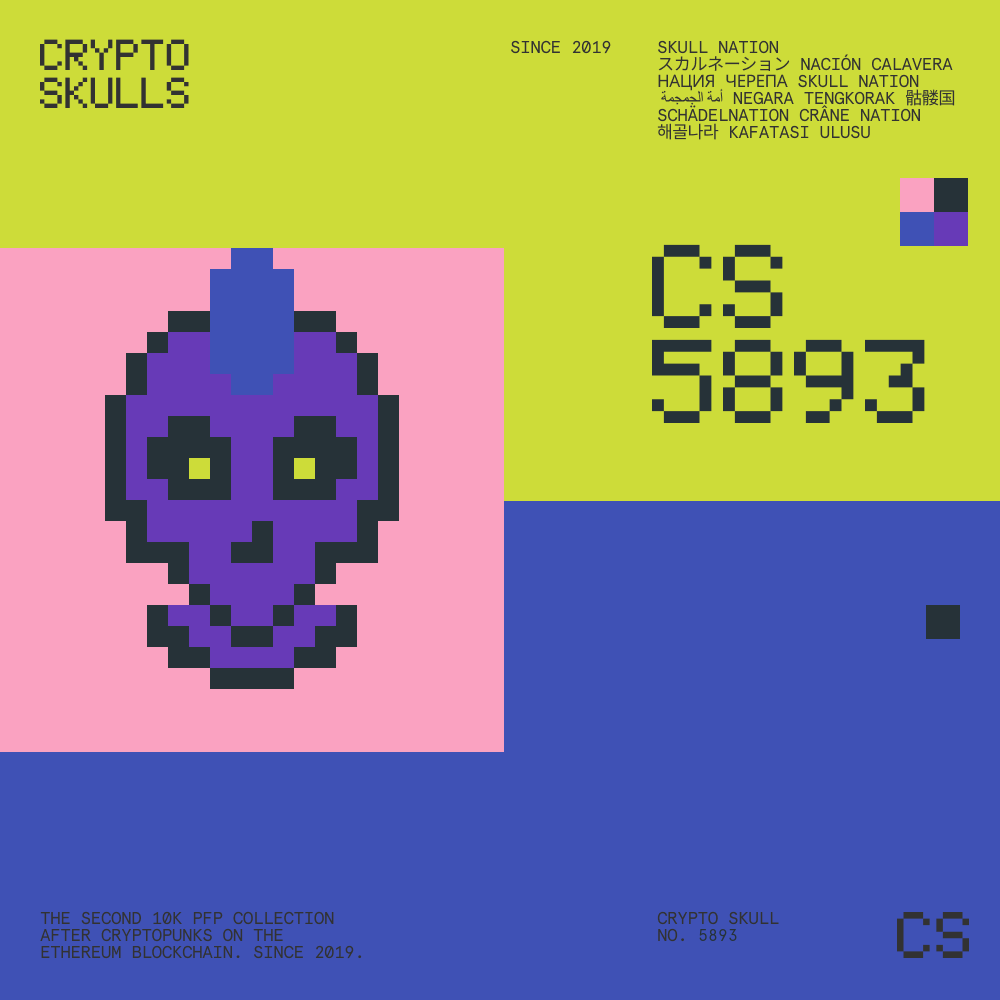 CRYPTO
SKULLS
SINCE 2019
SKULL NATION
スカルネーション NACIÓN CALAVERA
НАЦИЯ ЧЕРЕПА SKULL NATION
أمة الجمجمة NEGARA TENGKORAK 骷髅国
SCHÄDELNATION CRÂNE NATION
해골나라 KAFATASI ULUSU
CS
5893
THE SECOND 10K PFP COLLECTION
AFTER CRYPTOPUNKS ON THE
ETHEREUM BLOCKCHAIN. SINCE 2019.
CRYPTO SKULL
NO. 5893
CS